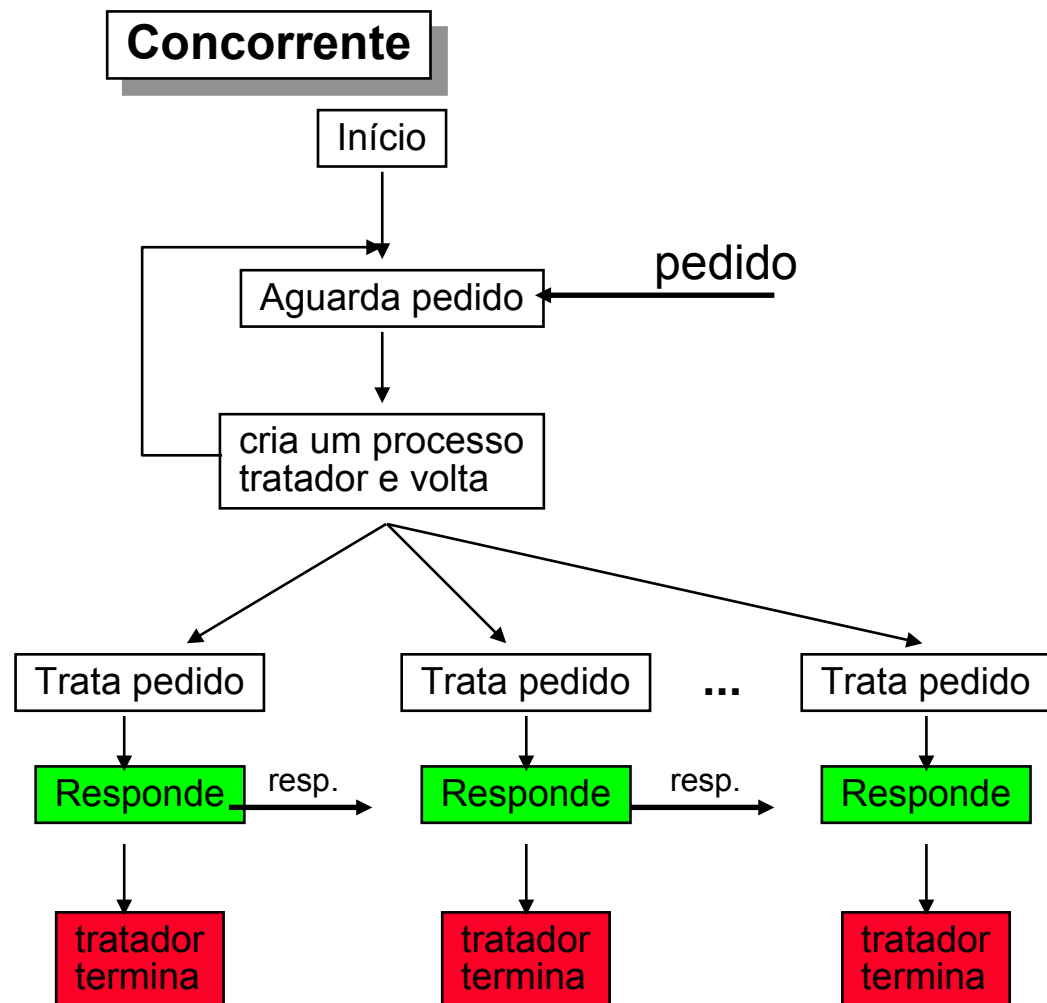 Concorrente
Início
pedido
Aguarda pedido
cria um processo
tratador e volta
Trata pedido
Trata pedido
...
Trata pedido
Responde
resp.
Responde
resp.
Responde
tratador
termina
tratador
termina
tratador
termina